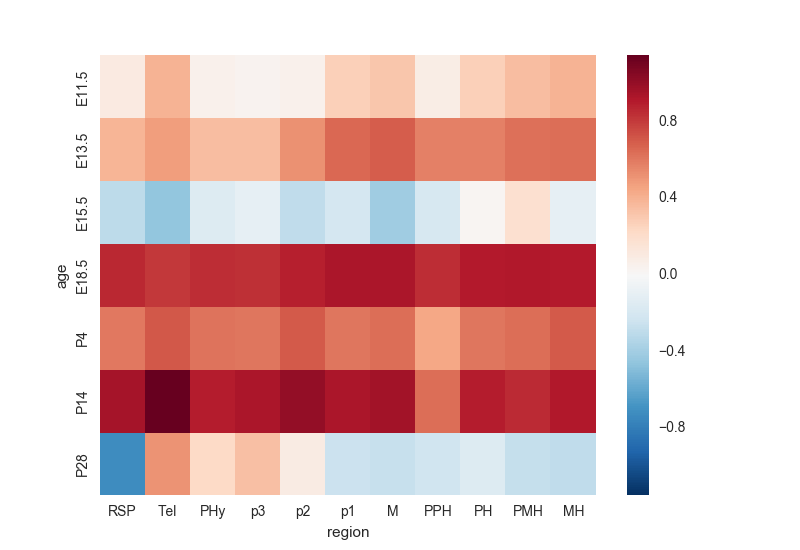 age
E11.5
E13.5
E15.5
E18.5
P4
P14
P28
RSP Tel PHy p3 p2 p1 M PPH PH PMH MH
region
0.8
0.4
0.0
−0.4
−0.8